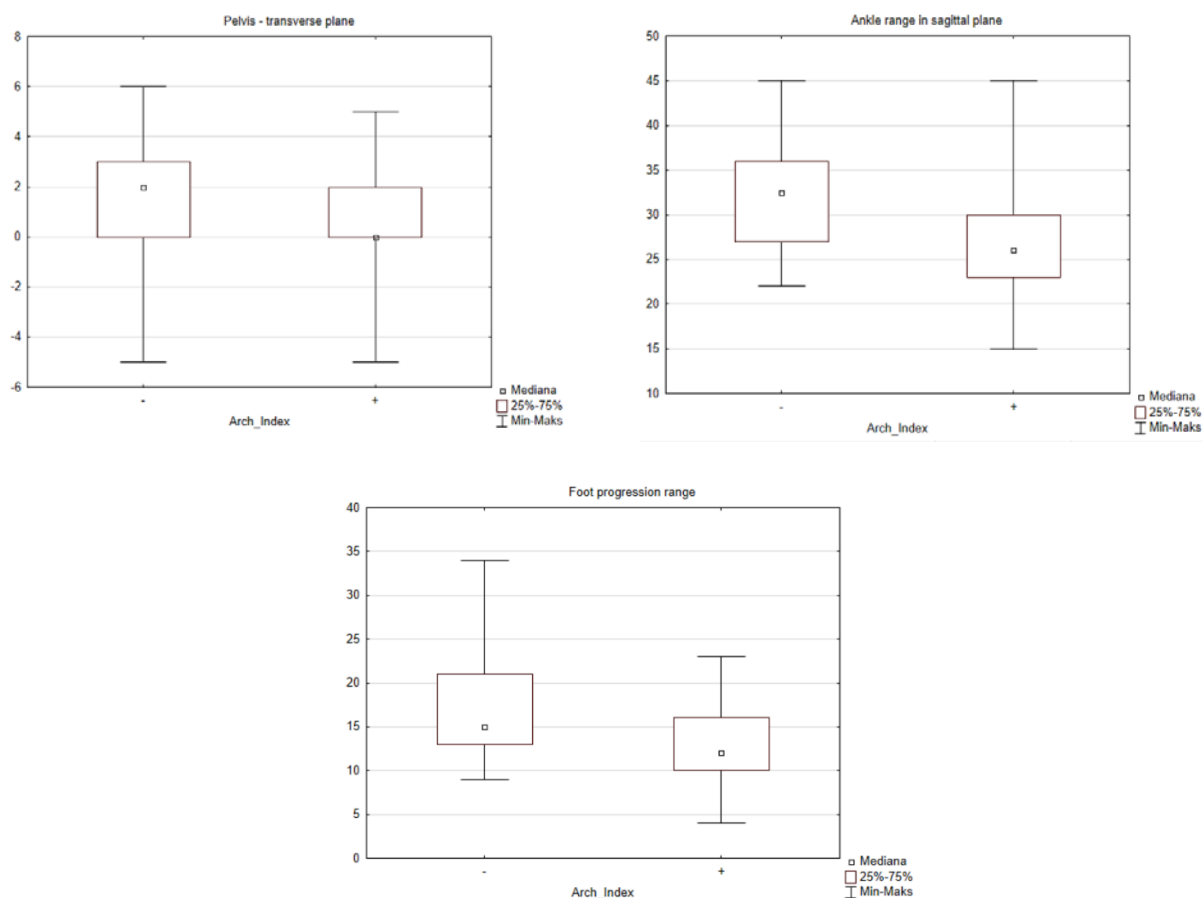 Pelvis - transverse plane
8
6
4
2
0
-2
-4
-6
-
+
Arch_Index
Mediana
25%-75%
Min-Maks
Ankle range in sagittal plane
50
45
40
35
30
25
20
15
10
-
+
Arch_Index
Mediana
25%-75%
Min-Maks
Foot progression range
40
35
30
25
20
15
10
5
0
-
+
Arch_Index
Mediana
25%-75%
Min-Maks